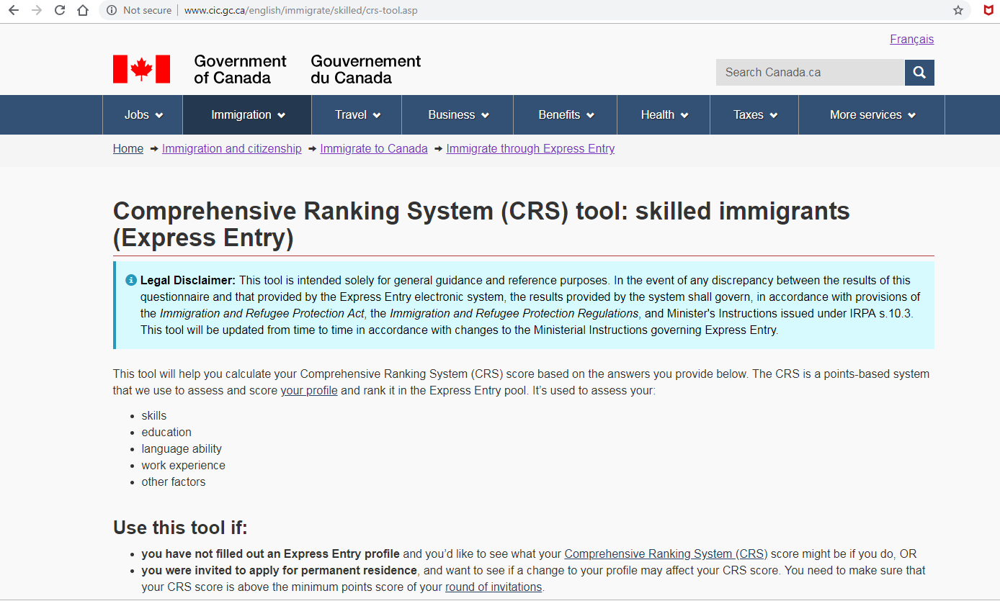 Not secure | www.cic.gc.ca/english/immigrate/skilled/crs-tool.asp
Français
Government of Canada
Gouvernement du Canada
Search Canada.ca
Jobs Immigration Travel Business Benefits Health Taxes More services
Home Immigration and citizenship Immigrate to Canada Immigrate through Express Entry
Comprehensive Ranking System (CRS) tool: skilled immigrants
(Express Entry)
Legal Disclaimer: This tool is intended solely for general guidance and reference purposes. In the event of any discrepancy between the results of this
questionnaire and that provided by the Express Entry electronic system, the results provided by the system shall govern, in accordance with provisions of
the Immigration and Refugee Protection Act, the Immigration and Refugee Protection Regulations, and Minister's Instructions issued under IRPA s.10.3.
This tool will be updated from time to time in accordance with changes to the Ministerial Instructions governing Express Entry.
This tool will help you calculate your Comprehensive Ranking System (CRS) score based on the answers you provide below. The CRS is a points-based system
that we use to assess and score your profile and rank it in the Express Entry pool. It’s used to assess your:
• skills
• education
• language ability
• work experience
• other factors
Use this tool if:
• you have not filled out an Express Entry profile and you’d like to see what your Comprehensive Ranking System (CRS) score might be if you do, OR
• you were invited to apply for permanent residence, and want to see if a change to your profile may affect your CRS score. You need to make sure that
your CRS score is above the minimum points score of your round of invitations.